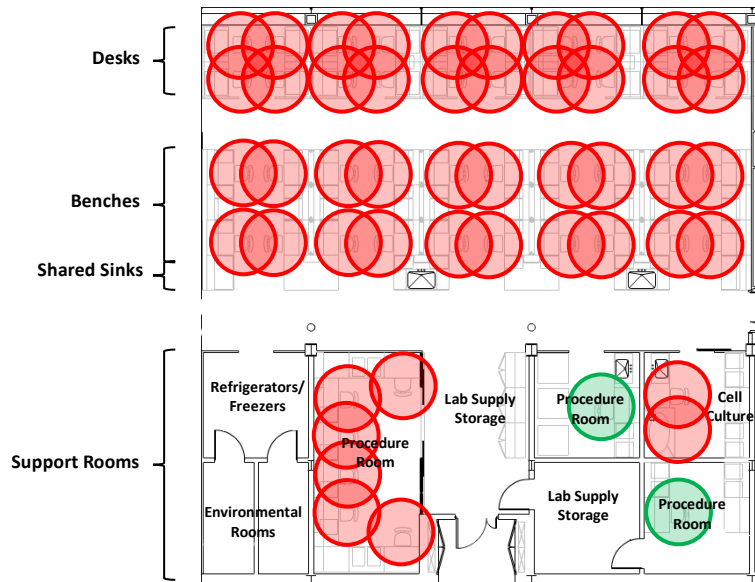 Desks
Benches
Shared Sinks
Support Rooms
Refrigerators/
Freezers
Environmental
Rooms
Procedure
Room
Lab Supply
Storage
Procedure
Room
Cell
Culture
Lab Supply
Storage
Procedure
Room